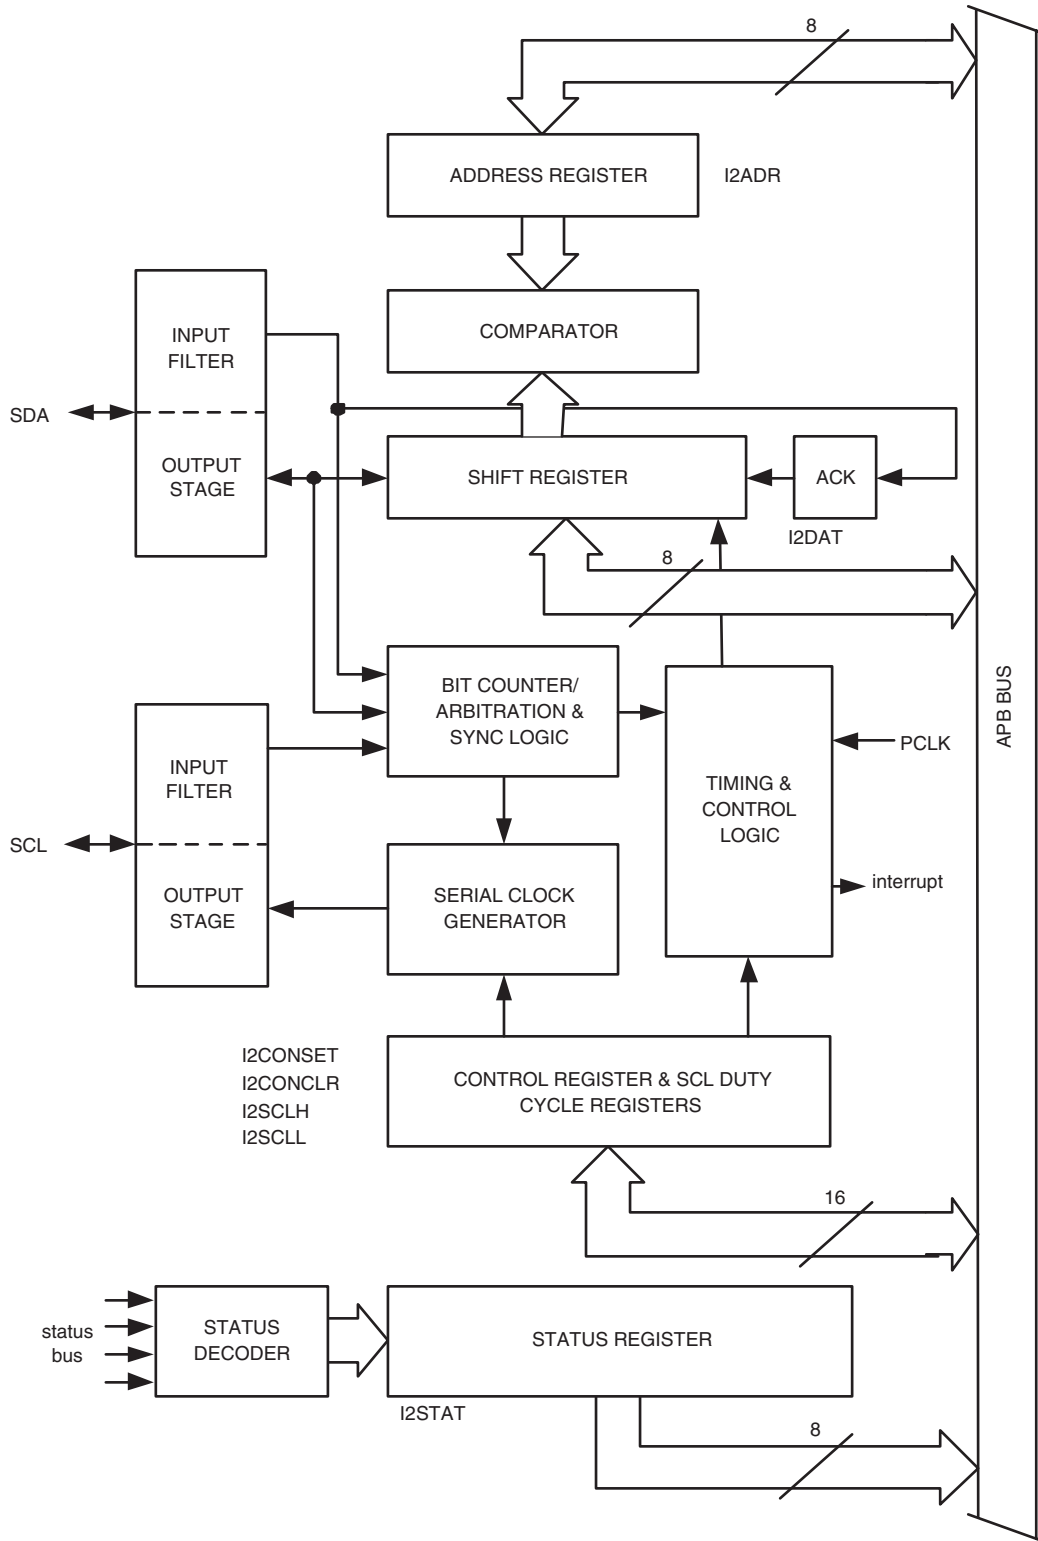 8
ADDRESS REGISTER
I2ADR
COMPARATOR
INPUT
FILTER
SDA
OUTPUT
STAGE
SHIFT REGISTER
ACK
I2DAT
8
BIT COUNTER/
ARBITRATION &
SYNC LOGIC
APB BUS
PCLK
INPUT
FILTER
TIMING &
CONTROL
LOGIC
SCL
OUTPUT
STAGE
SERIAL CLOCK
GENERATOR
interrupt
I2CONSET
I2CONCLR
I2SCLH
I2SCLL
CONTROL REGISTER & SCL DUTY
CYCLE REGISTERS
16
status
bus
STATUS
DECODER
STATUS REGISTER
I2STAT
8